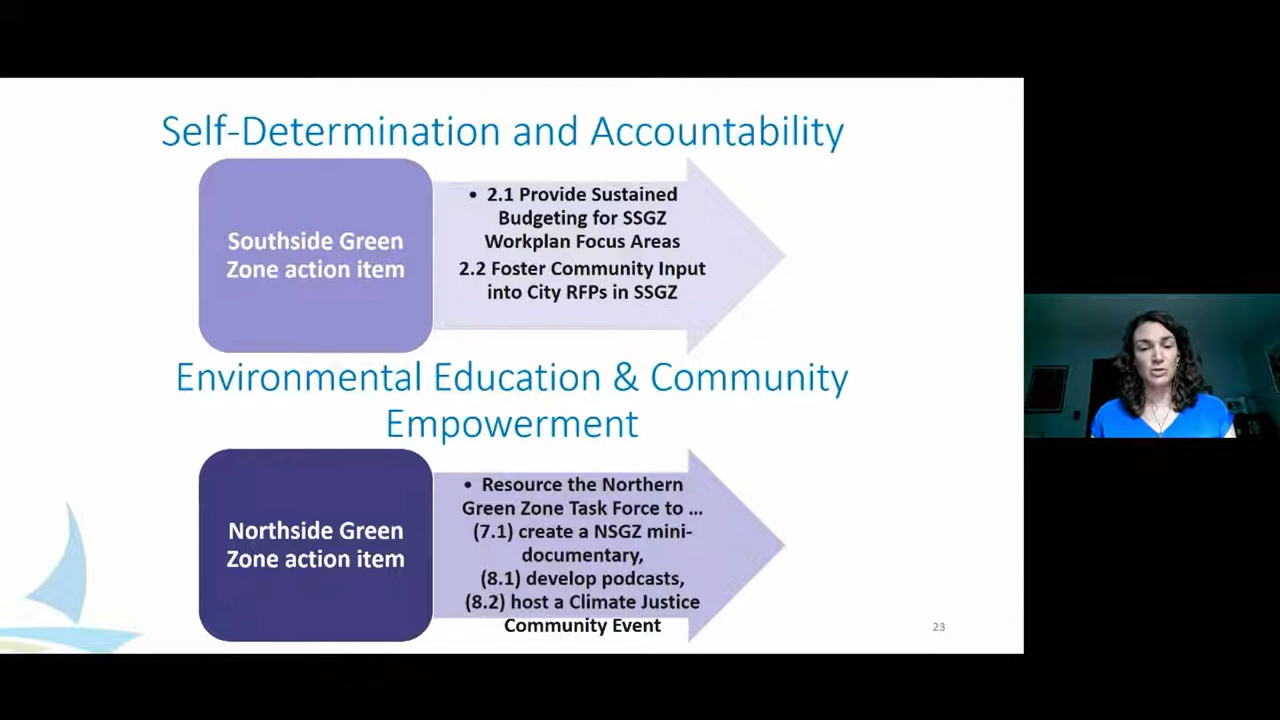 Self-Determination and Accountability
Southside Green
Zone action item
• 2.1 Provide Sustained
Budgeting for SSGZ
Workplan Focus Areas
2.2 Foster Community Input
into City RFPs in SSGZ
Environmental Education & Community
Empowerment
Northside Green
Zone action item
• Resource the Northern
Green Zone Task Force to ...
(7.1) create a NSGZ mini-
documentary,
(8.1) develop podcasts,
(8.2) host a Climate Justice
Community Event
23